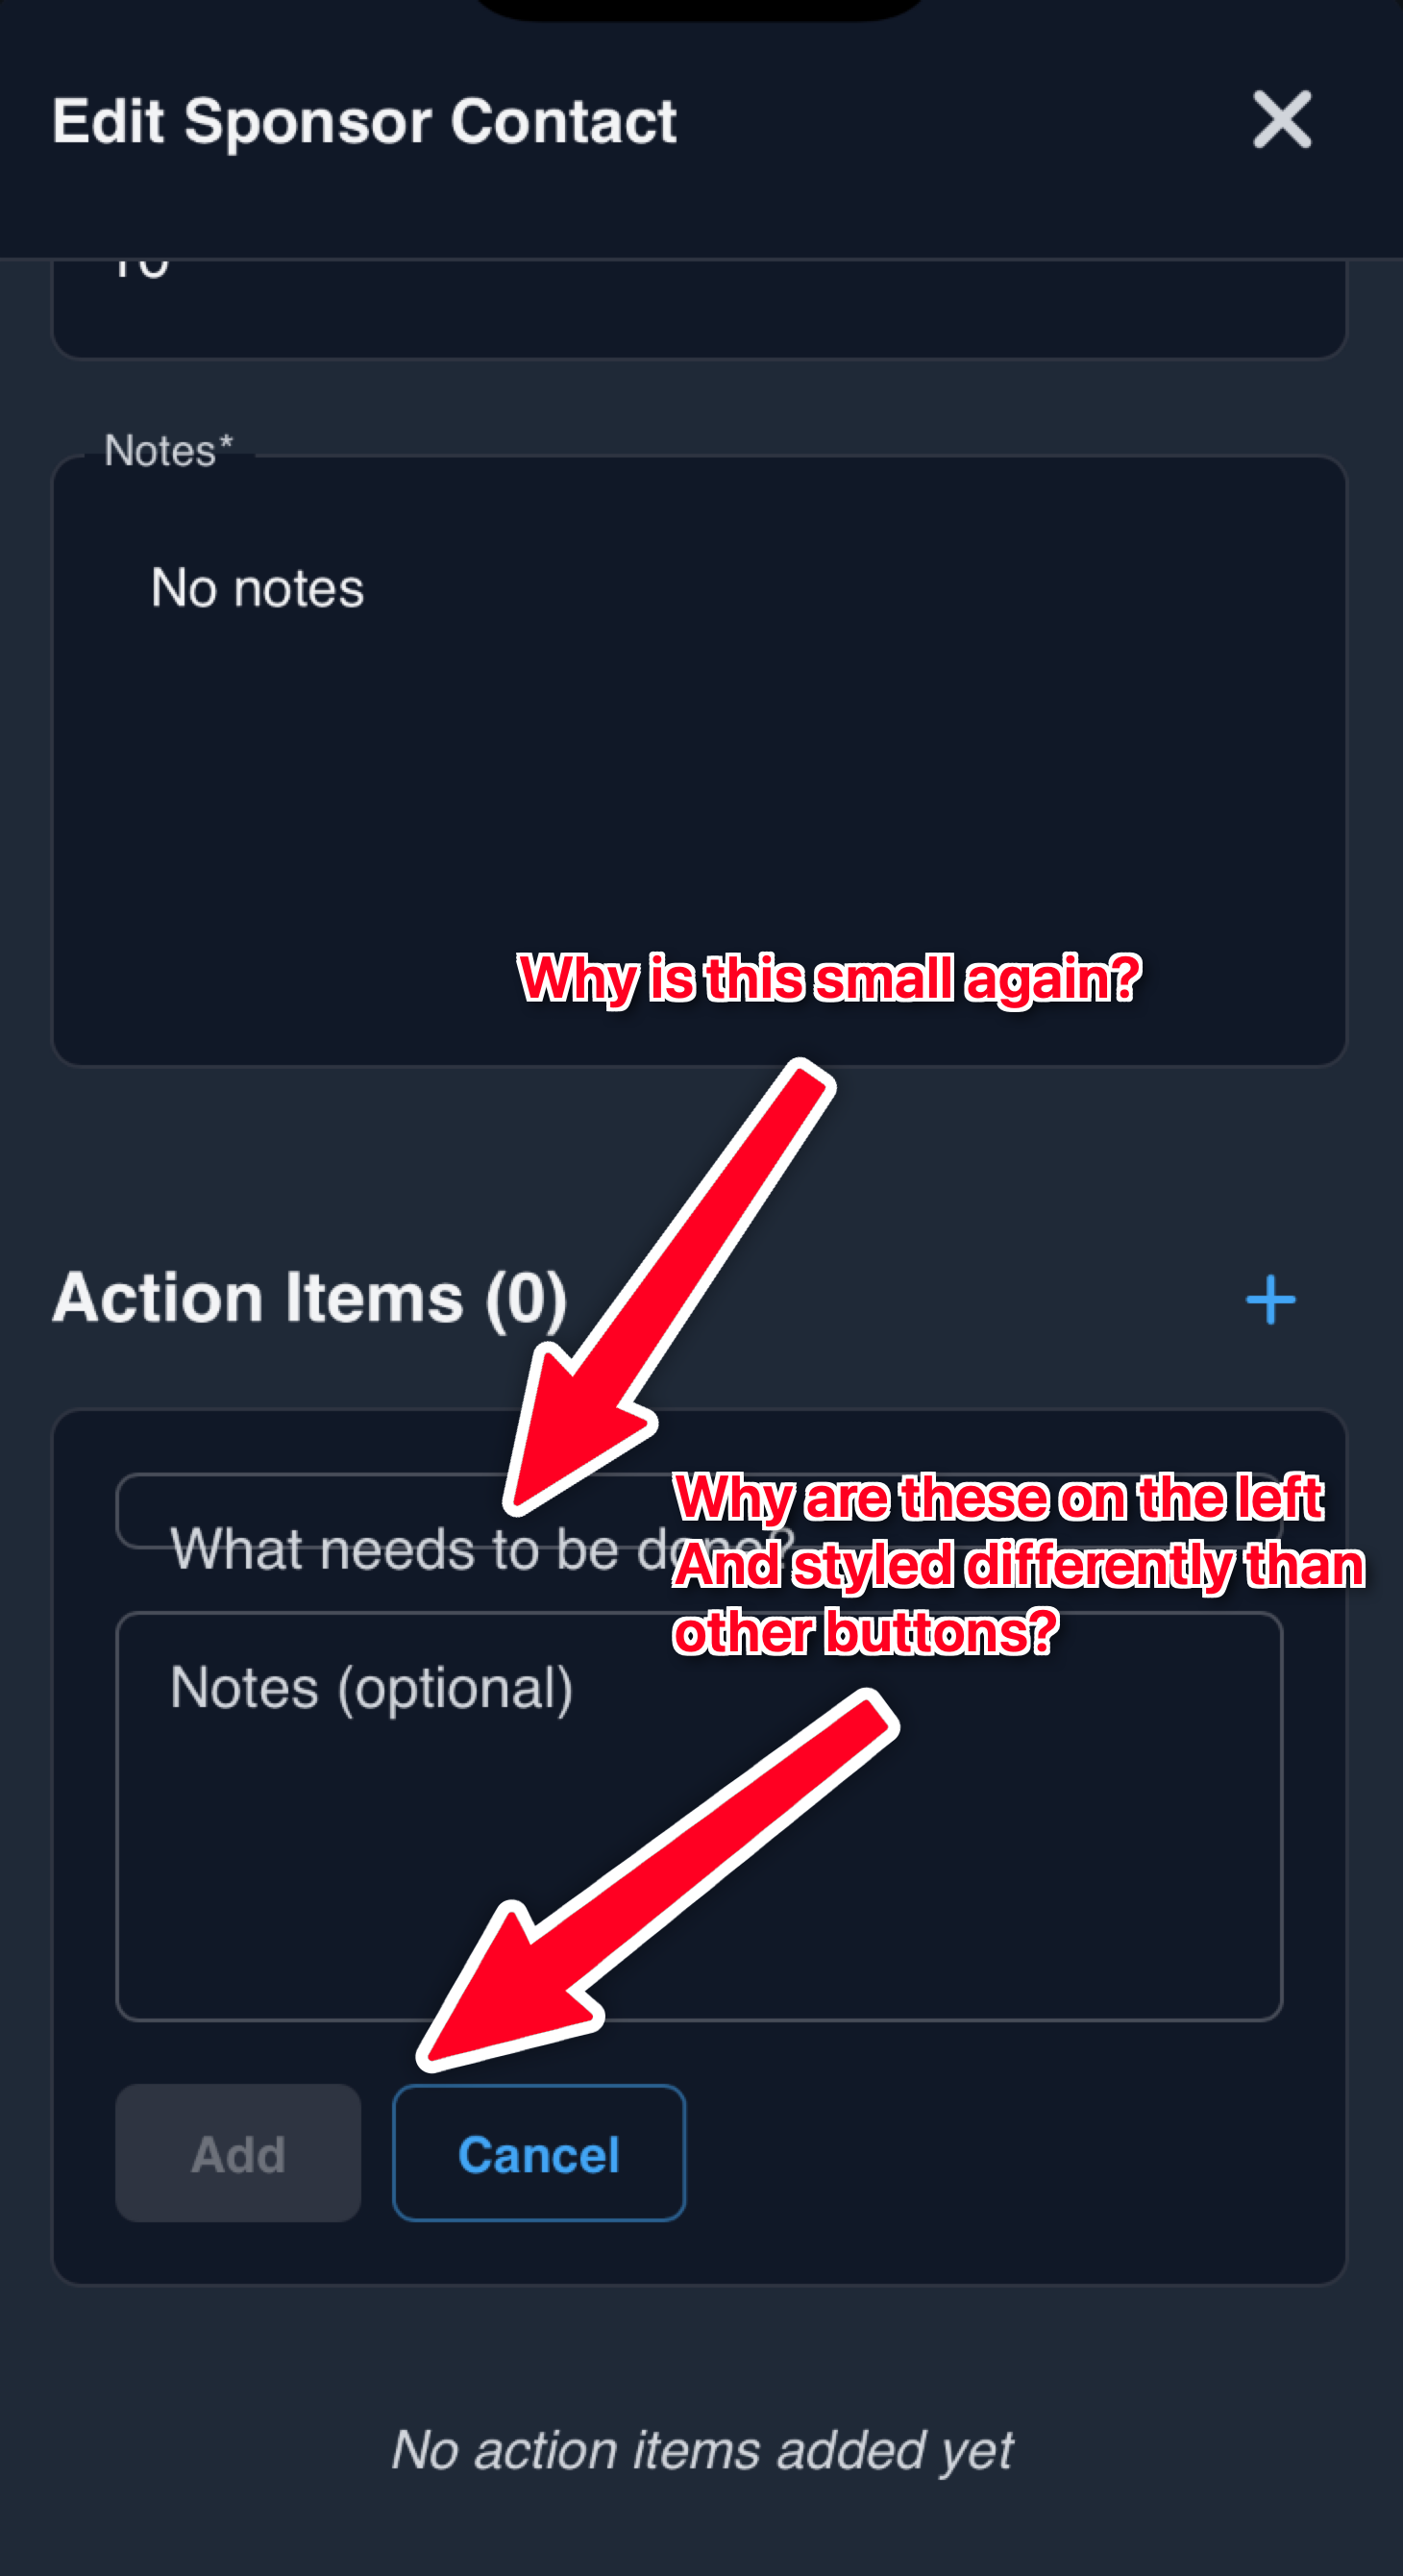 Edit Sponsor Contact
10
Notes*
No notes
Why is this small again?
Action Items (0)
What needs to be done?
Why are these on the left
And styled differently than
other buttons?
Notes (optional)
Add
Cancel
No action items added yet